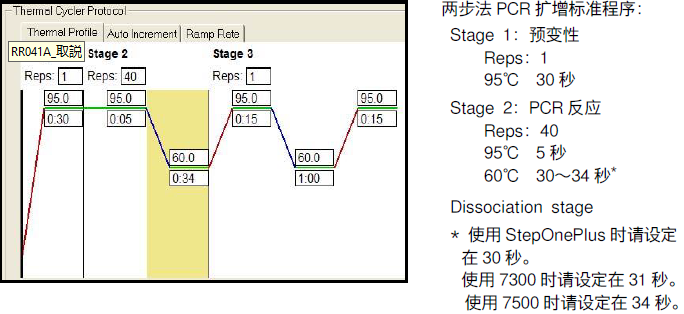 Thermal Cycler Protocol
Thermal Profile Auto Increment Ramp Rate
RR041A_取説 Stage 2 Stage 3
Reps: 1 Reps: 40 Reps: 1
95.0 95.0 95.0 95.0
0:30 0:05 0:15 0:15
60.0 60.0
0:34 1:00
两步法 PCR 扩增标准程序：
Stage 1：预变性
Reps：1
95℃ 30 秒
Stage 2：PCR 反应
Reps：40
95℃ 5 秒
60℃ 30～34 秒*
Dissociation stage
* 使用 StepOnePlus 时请设定
在 30 秒。
使用 7300 时请设定在 31 秒。
使用 7500 时请设定在 34 秒。